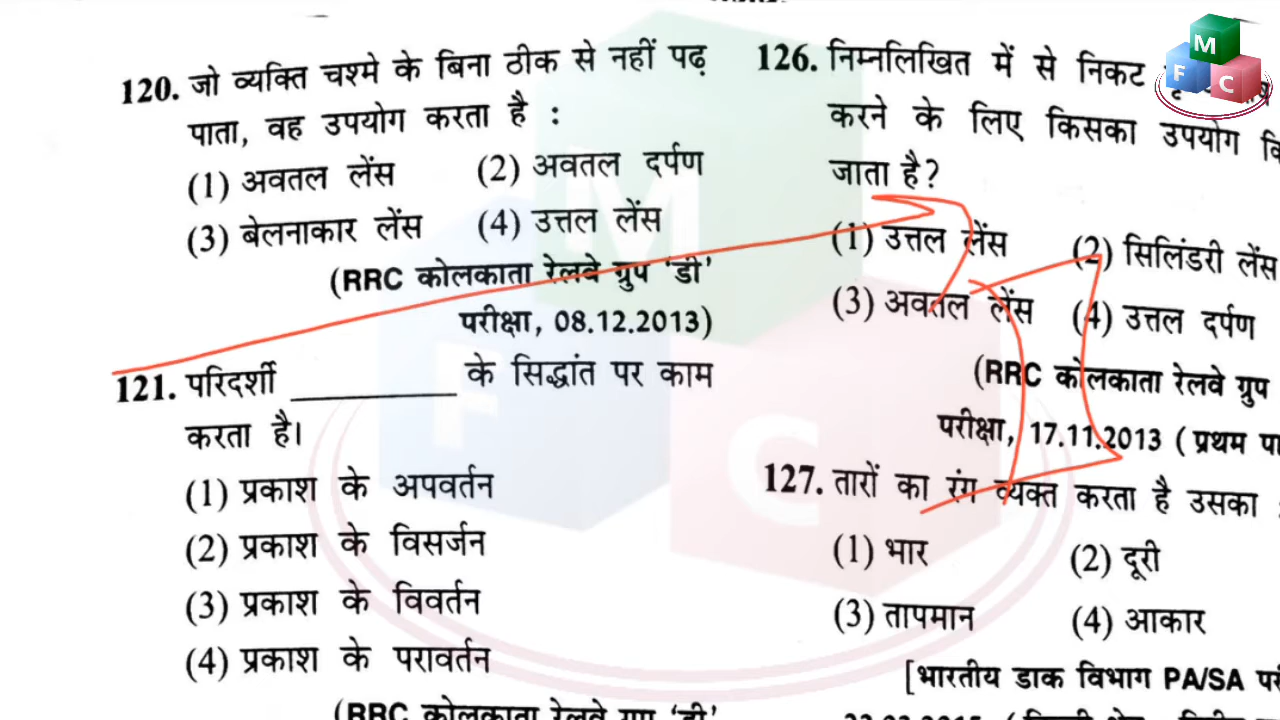 120. जो व्यक्ति चश्मे के बिना ठीक से नहीं पढ़
पाता, वह उपयोग करता है :
(1) अवतल लेंस (2) अवतल दर्पण
(3) बेलनाकार लेंस (4) उत्तल लेंस
(RRC कोलकाता रेलवे ग्रुप 'डी'
परीक्षा, 08.12.2013)
121. परिदर्शी ________ के सिद्धांत पर काम
करता है।
(1) प्रकाश के अपवर्तन
(2) प्रकाश के विसर्जन
(3) प्रकाश के विवर्तन
(4) प्रकाश के परावर्तन
(RRC कोलकाता रेलवे ग्रुप 'डी'
126. निम्नलिखित में से निकट
करने के लिए किसका उपयोग
जाता है?
(1) उत्तल लेंस (2) सिलिंडरी लेंस
(3) अवतल लेंस (4) उत्तल दर्पण
(RRC कोलकाता रेलवे ग्रुप
परीक्षा, 17.11.2013 (प्रथम
127. तारों का रंग व्यक्त करता है उसका
(1) भार (2) दूरी
(3) तापमान (4) आकार
[भारतीय डाक विभाग PA/SA
M
F
C
M
F
C